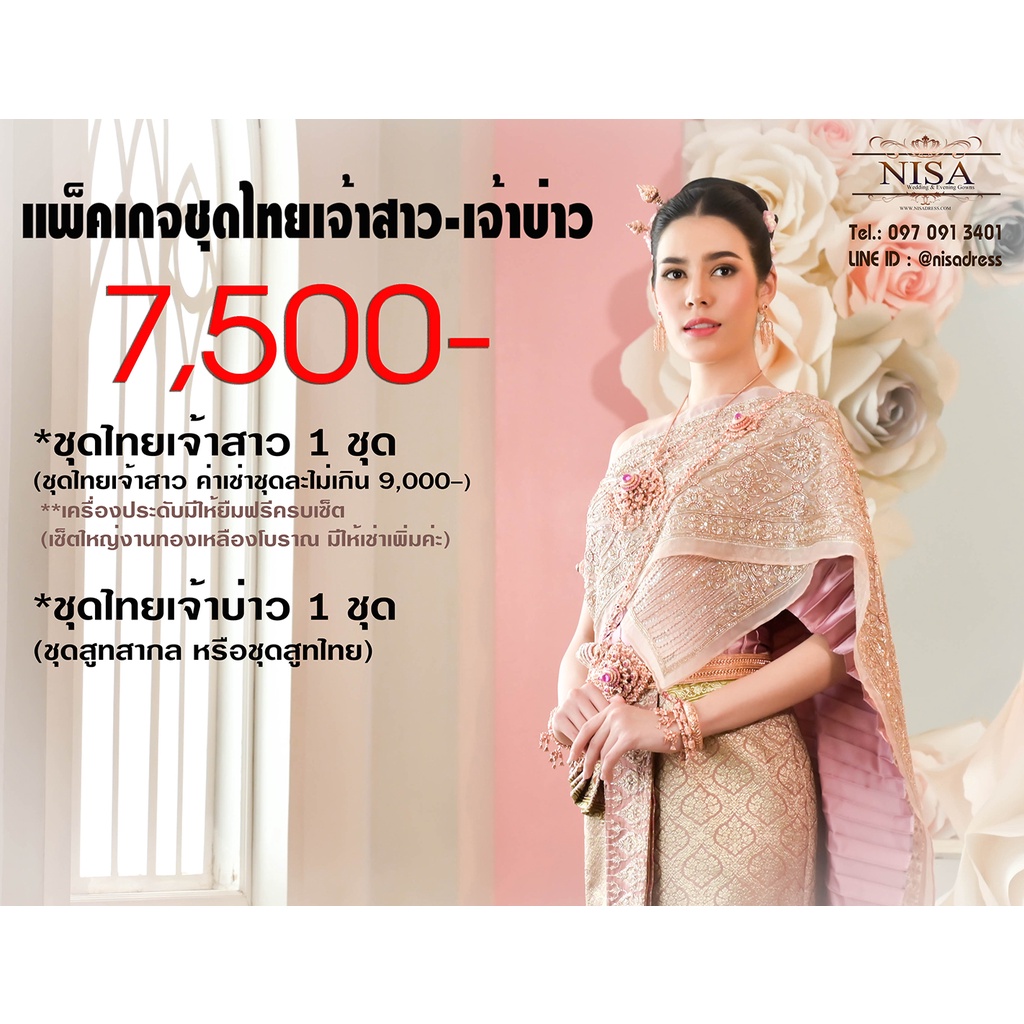 แพ็คเกจชุดไทยเจ้าสาว-เจ้าบ่าว
7,500-
*ชุดไทยเจ้าสาว 1 ชุด
(ชุดไทยเจ้าสาว ค่าเช่าชุดละไม่เกิน 9,000-)
**เครื่องประดับมีให้ยืมฟรีครบเซ็ต
(เซ็ตใหญ่งานทองเหลืองโบราณ มีให้เช่าเพิ่มค่ะ)
*ชุดไทยเจ้าบ่าว 1 ชุด
(ชุดสูทสากล หรือชุดสูทไทย)
NISA
Wedding & Evening Gowns
WWW.NISADRESS.COM
Tel.: 097 091 3401
LINE ID : @nisadress